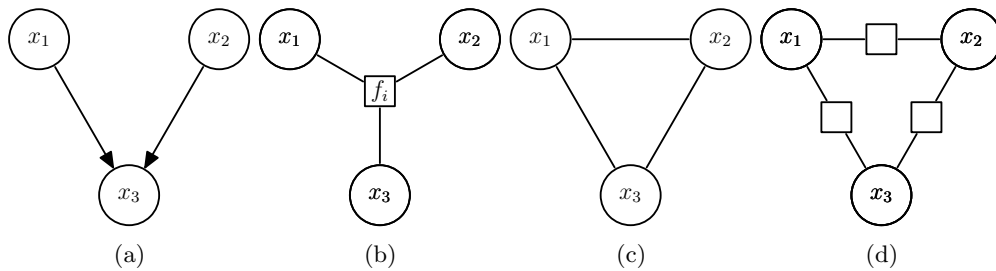 x₁ x₂ x₁ x₂ x₁ x₂ x₁ x₂
fᵢ
x₃ x₃ x₃ x₃
(a) (b) (c) (d)